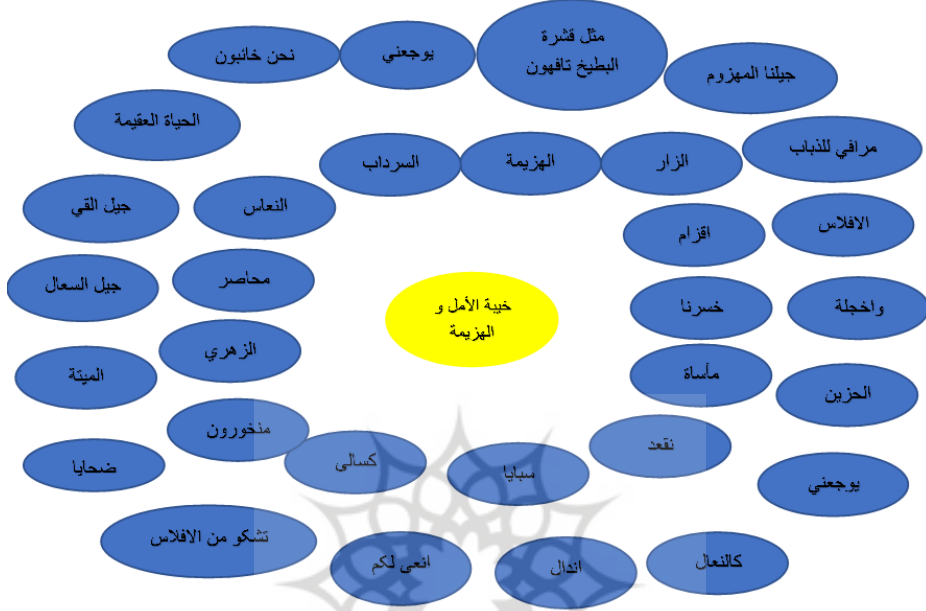 مثل قشرة
البطيخ تافهون
يوجعني
نحن خائبون
جيلنا المهزوم
الحياة العقيمة
مرافي للذباب
الزار
الهزيمة
السرداب
الافلاس
اقزام
النعاس
جيل القي
محاصر
جيل السعال
خيبة الأمل و
الهزيمة
خسرنا
واخجلة
الزهري
الميتة
مأساة
الحزين
منخورون
نقعد
كسالى
سبايا
ضحايا
يوجعني
تشكو من الافلاس
انعى لكم
اندال
كالنعال